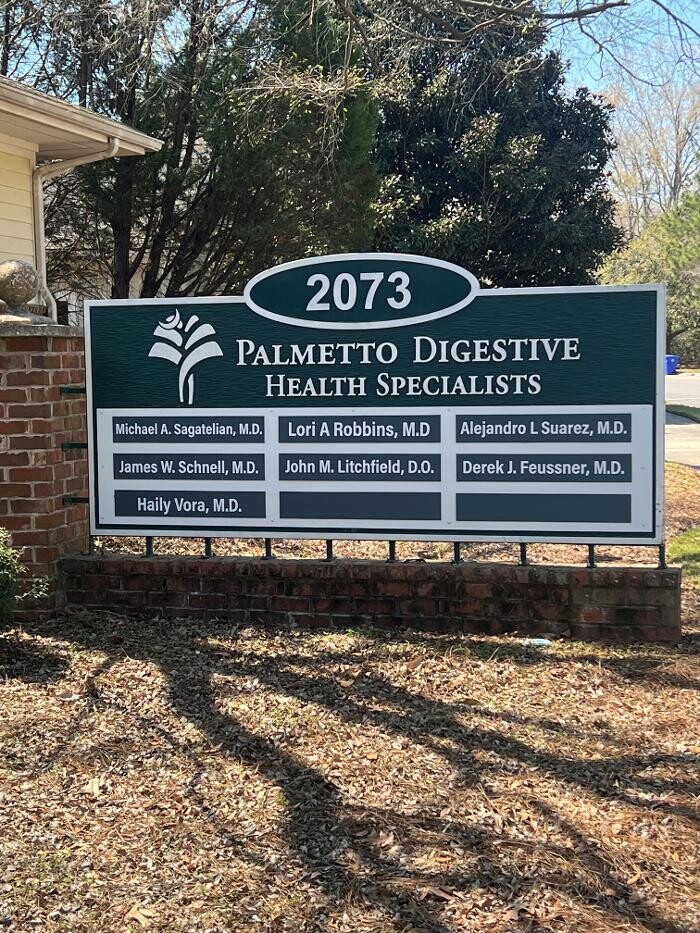 2073
PALMETTO DIGESTIVE
HEALTH SPECIALISTS
Michael A. Sagatelian, M.D.
Lori A Robbins, M.D
Alejandro L Suarez, M.D.
James W. Schnell, M.D.
John M. Litchfield, D.O.
Derek J. Feussner, M.D.
Haily Vora, M.D.